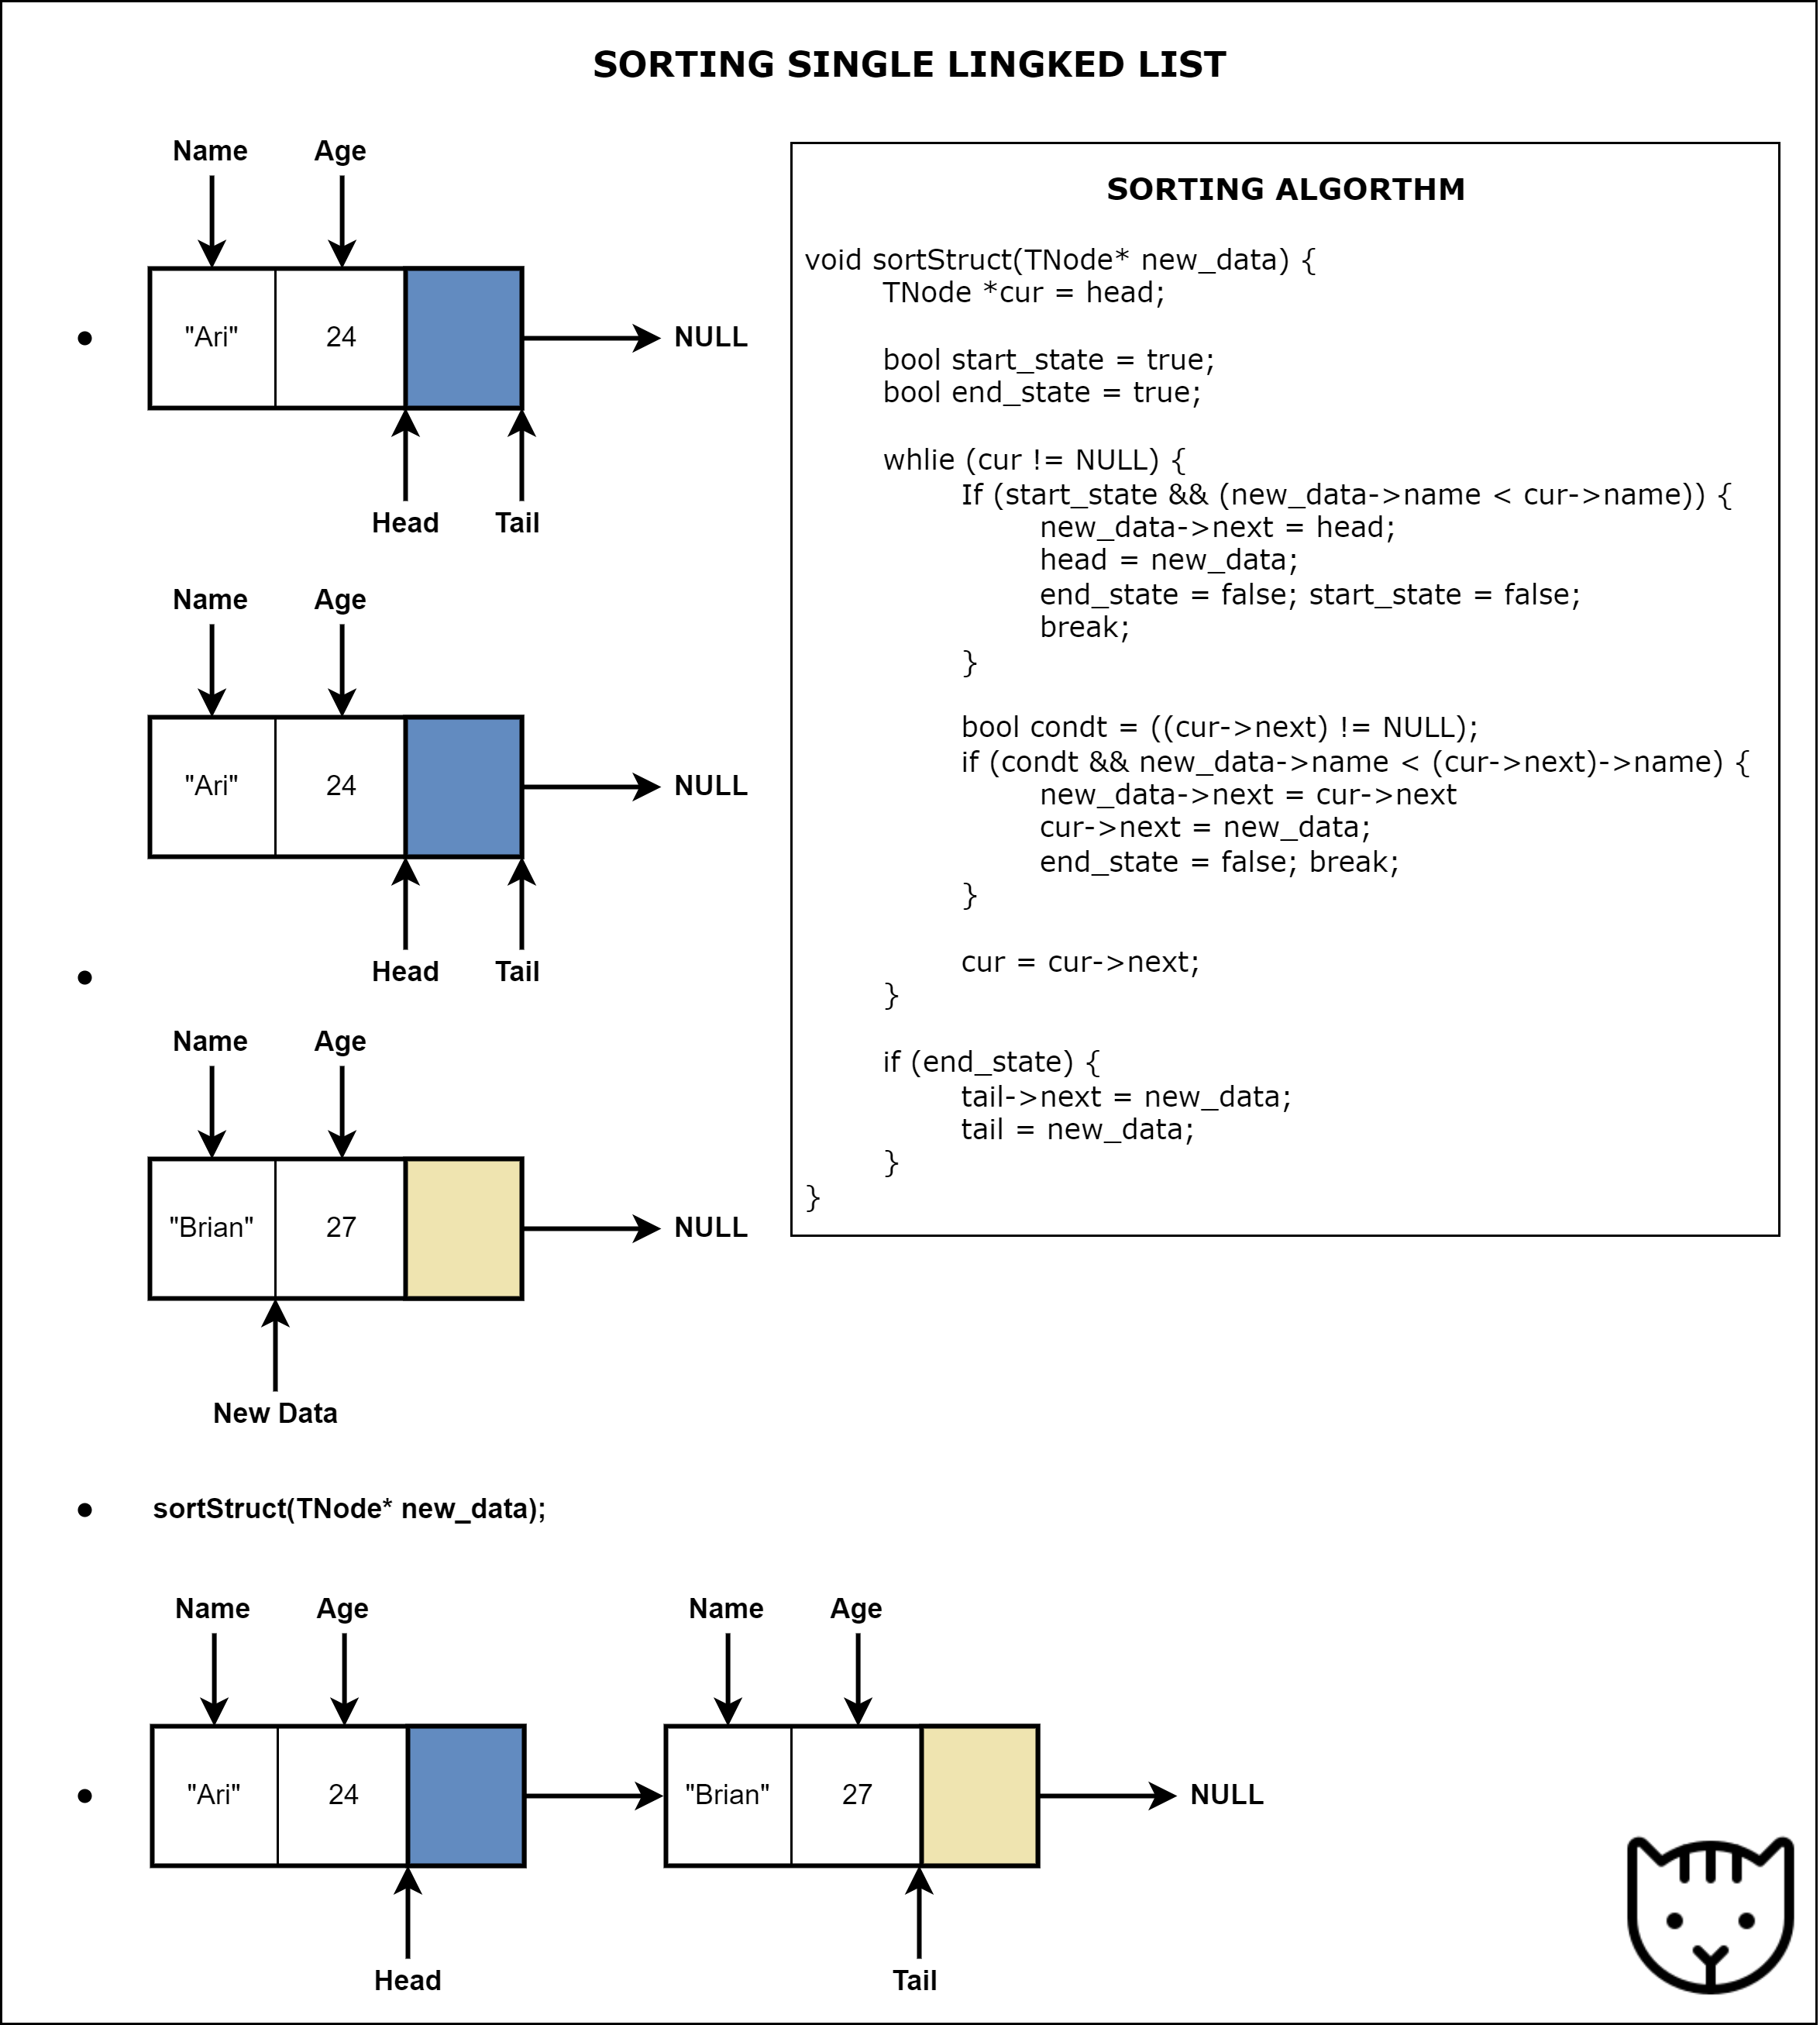 SORTING SINGLE LINGKED LIST
Name Age
"Ari" 24 NULL
Head Tail
Name Age
"Ari" 24 NULL
Head Tail
Name Age
"Brian" 27 NULL
New Data
SORTING ALGORTHM
void sortStruct(TNode* new_data) {
TNode *cur = head;
bool start_state = true;
bool end_state = true;
whlie (cur != NULL) {
If (start_state && (new_data->name < cur->name)) {
new_data->next = head;
head = new_data;
end_state = false; start_state = false;
break;
}
bool condt = ((cur->next) != NULL);
if (condt && new_data->name < (cur->next)->name) {
new_data->next = cur->next
cur->next = new_data;
end_state = false; break;
}
cur = cur->next;
}
if (end_state) {
tail->next = new_data;
tail = new_data;
}
}
sortStruct(TNode* new_data);
Name Age Name Age
"Ari" 24 "Brian" 27 NULL
Head Tail